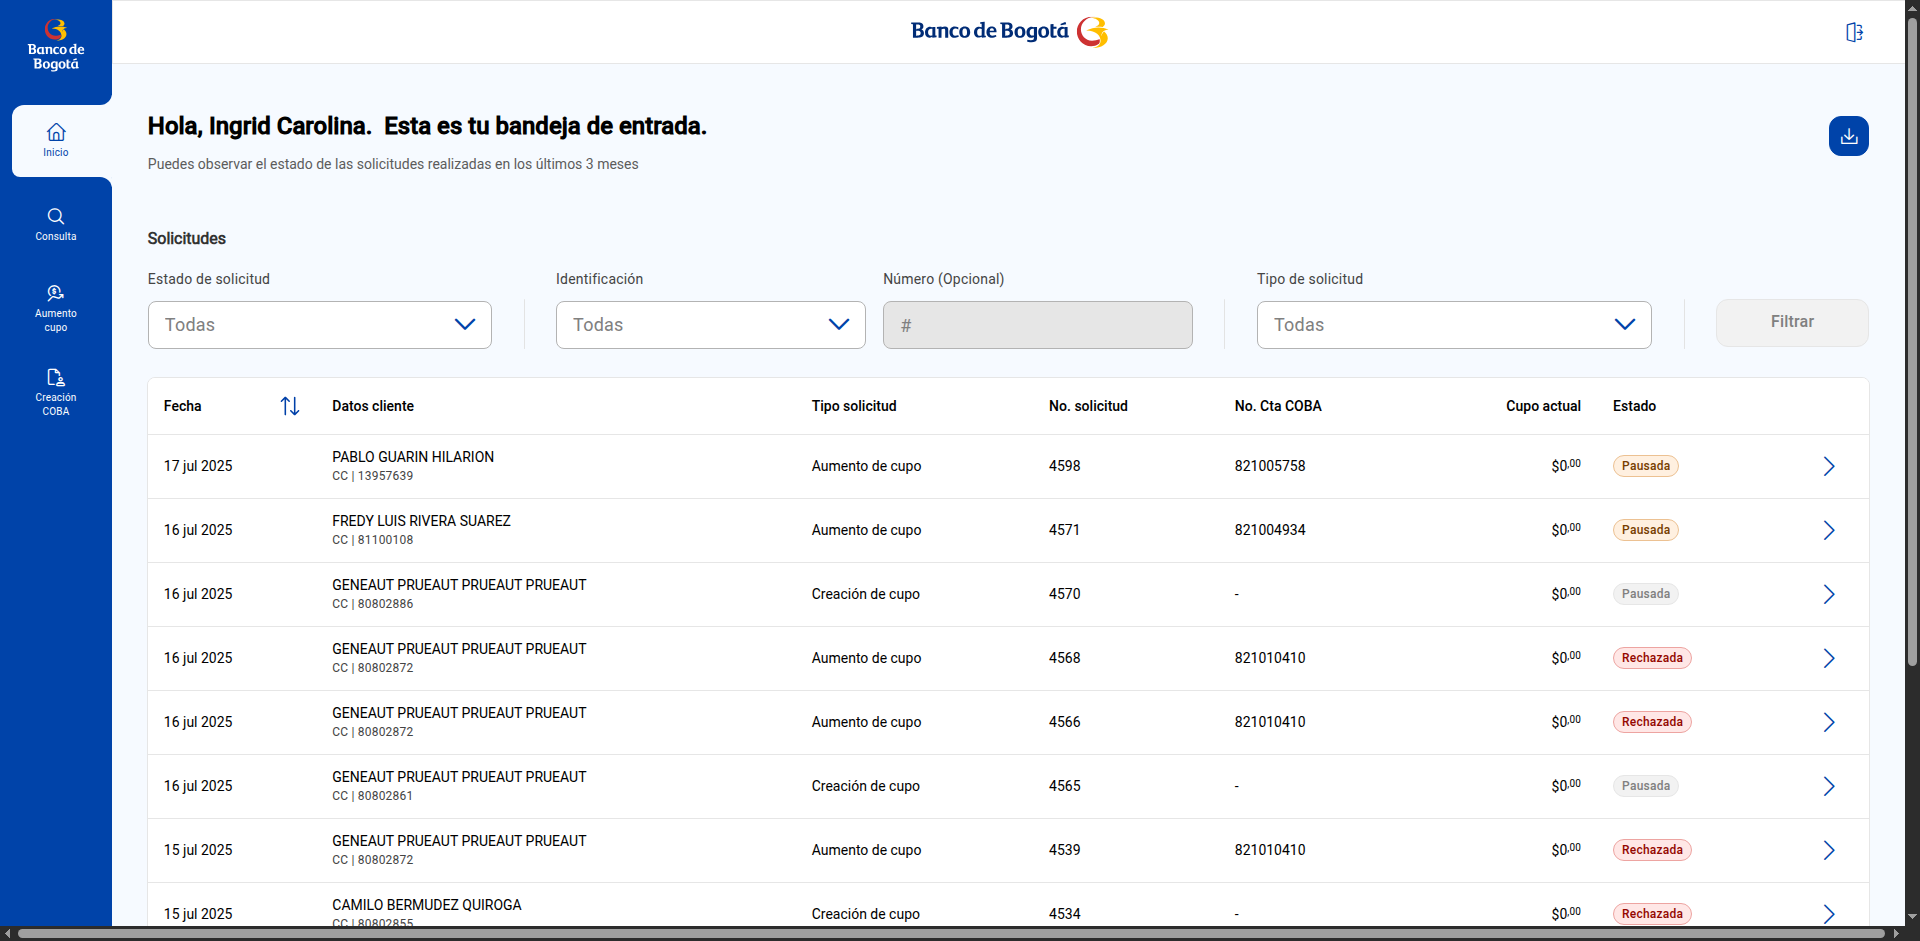 Banco de
Bogotá
Inicio
Consulta
Aumento
cupo
Creación
COBA
Banco de Bogotá
Hola, Ingrid Carolina.  Esta es tu bandeja de entrada.
Puedes observar el estado de las solicitudes realizadas en los últimos 3 meses
Solicitudes
Estado de solicitud Identificación Número (Opcional) Tipo de solicitud
Todas Todas # Todas Filtrar
Fecha Datos cliente Tipo solicitud No. solicitud No. Cta COBA Cupo actual Estado
17 jul 2025 PABLO GUARIN HILARION Aumento de cupo 4598 821005758 $0,00 Pausada
CC | 13957639
16 jul 2025 FREDY LUIS RIVERA SUAREZ Aumento de cupo 4571 821004934 $0,00 Pausada
CC | 81100108
16 jul 2025 GENEAUT PRUEAUT PRUEAUT PRUEAUT Creación de cupo 4570 - $0,00 Pausada
CC | 80802886
16 jul 2025 GENEAUT PRUEAUT PRUEAUT PRUEAUT Aumento de cupo 4568 821010410 $0,00 Rechazada
CC | 80802872
16 jul 2025 GENEAUT PRUEAUT PRUEAUT PRUEAUT Aumento de cupo 4566 821010410 $0,00 Rechazada
CC | 80802872
16 jul 2025 GENEAUT PRUEAUT PRUEAUT PRUEAUT Creación de cupo 4565 - $0,00 Pausada
CC | 80802861
15 jul 2025 GENEAUT PRUEAUT PRUEAUT PRUEAUT Aumento de cupo 4539 821010410 $0,00 Rechazada
CC | 80802872
15 jul 2025 CAMILO BERMUDEZ QUIROGA Creación de cupo 4534 - $0,00 Rechazada
CC | 80802855